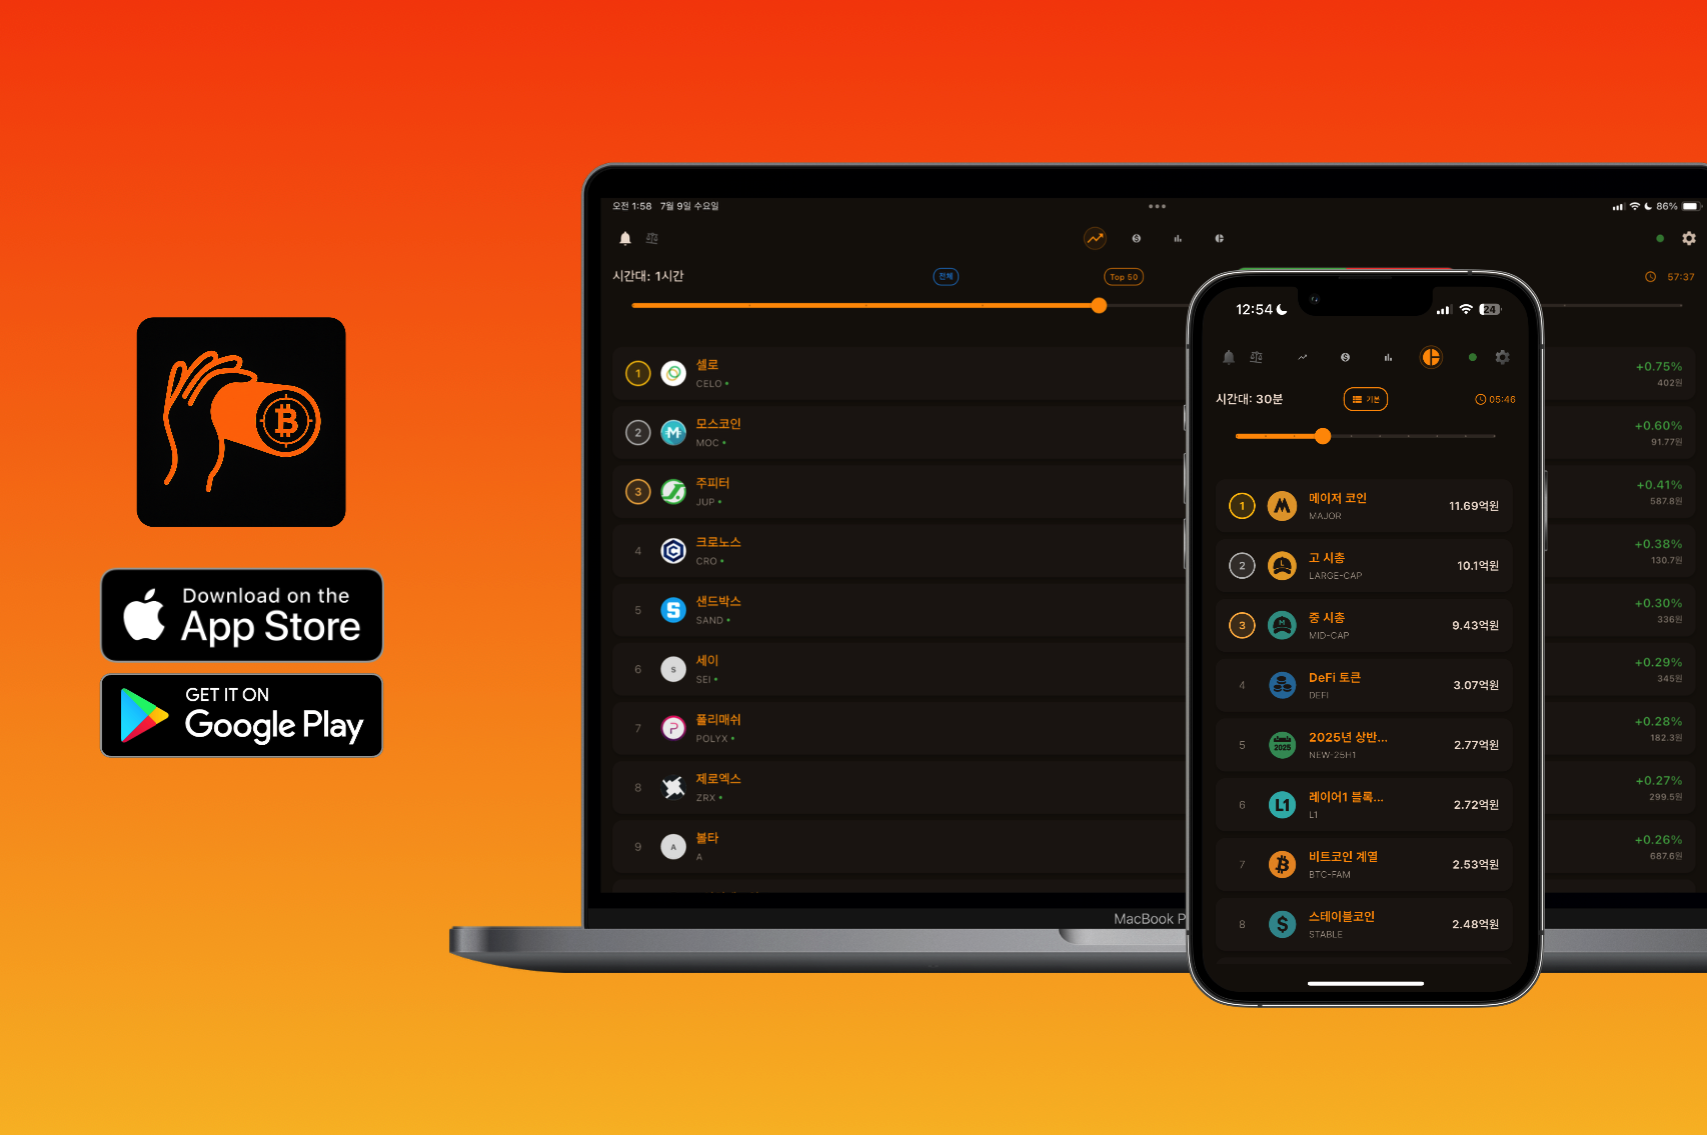 Download on the
App Store
GET IT ON
Google Play
오전 1:58 7월 9일 수요일
86%
시간대: 1시간
전체
Top 50
57:37
1
셀로
CELO
+0.75%
402원
2
모스코인
MOC
+0.60%
91.77원
3
주피터
JUP
+0.41%
587.8원
4
크로노스
CRO
+0.38%
130.7원
5
샌드박스
SAND
+0.30%
336원
6
S
세이
SEI
+0.29%
345원
7
폴리매쉬
POLYX
+0.28%
182.3원
8
제로엑스
ZRX
+0.27%
299.5원
9
A
볼타
A
+0.26%
687.6원
MacBook P
12:54
24
시간대: 30분
기본
05:46
1
메이저 코인
MAJOR
11.69억원
2
L
고 시총
LARGE-CAP
10.1억원
3
M
중 시총
MID-CAP
9.43억원
4
DeFi 토큰
DEFI
3.07억원
5
2025
2025년 상반...
NEW-25H1
2.77억원
6
L1
레이어1 블록...
L1
2.72억원
7
비트코인 계열
BTC-FAM
2.53억원
8
$
스테이블코인
STABLE
2.48억원